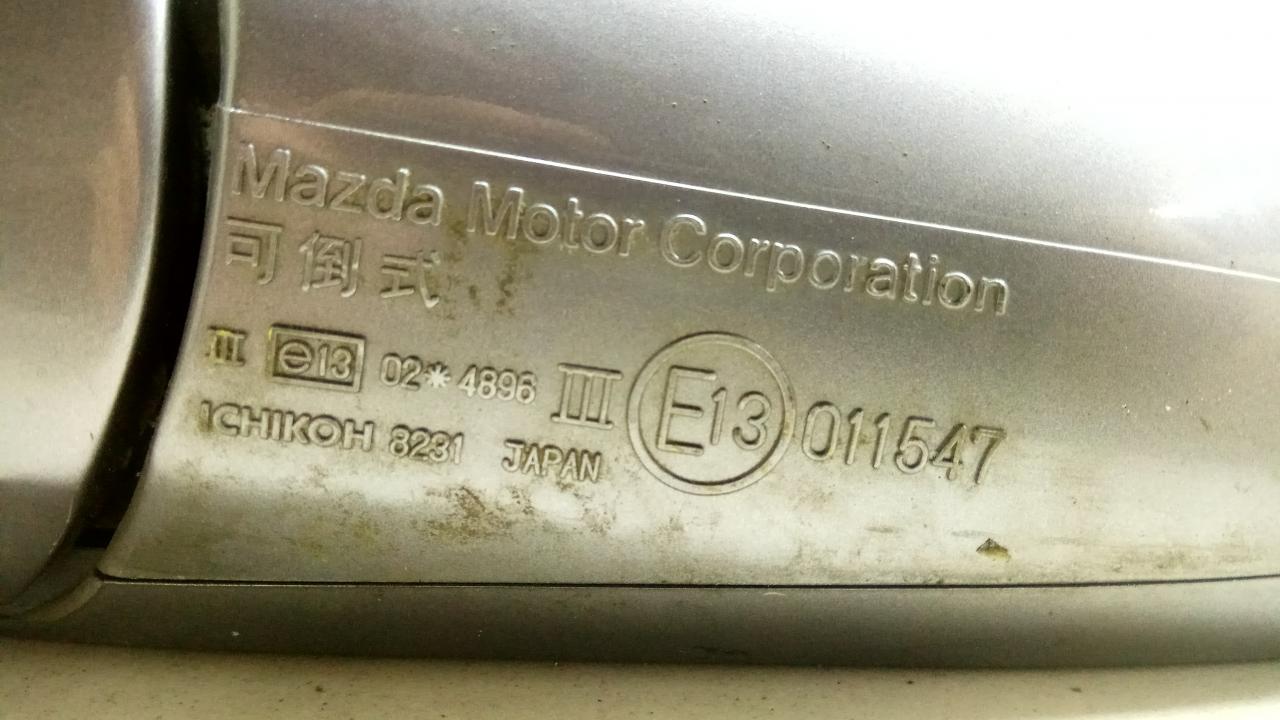 Mazda Motor Corporation
可倒式
III e13 02*4896 III E13 011547
ICHIKOH 8231 JAPAN